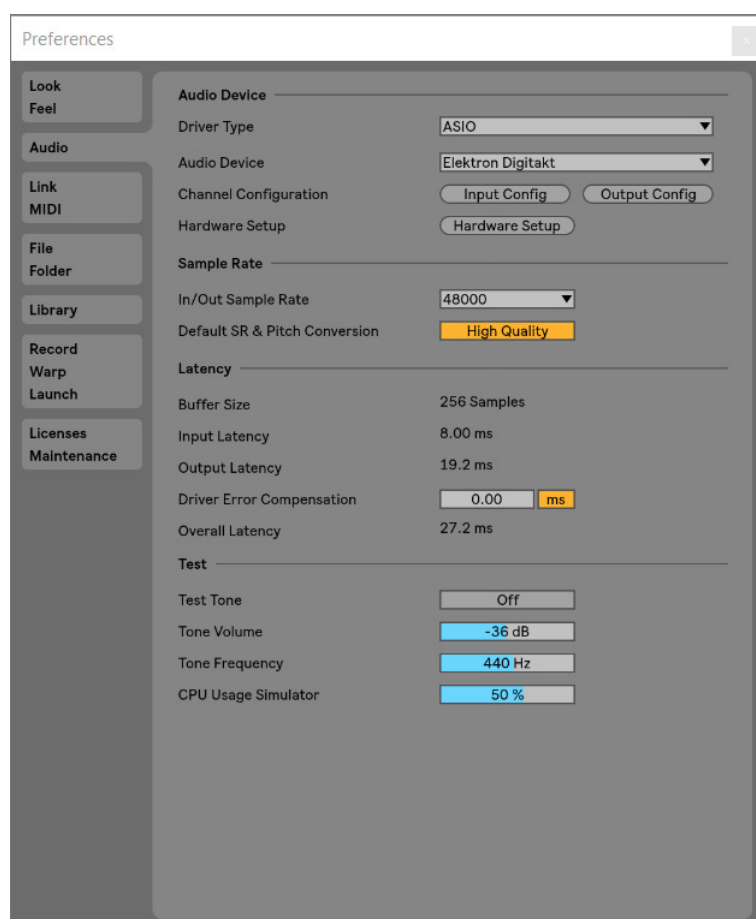 Preferences
Look
Feel
Audio
Link
MIDI
File
Folder
Library
Record
Warp
Launch
Licenses
Maintenance
Audio Device
Driver Type ASIO
Audio Device Elektron Digitakt
Channel Configuration Input Config Output Config
Hardware Setup Hardware Setup
Sample Rate
In/Out Sample Rate 48000
Default SR & Pitch Conversion High Quality
Latency
Buffer Size 256 Samples
Input Latency 8.00 ms
Output Latency 19.2 ms
Driver Error Compensation 0.00 ms
Overall Latency 27.2 ms
Test
Test Tone Off
Tone Volume -36 dB
Tone Frequency 440 Hz
CPU Usage Simulator 50 %